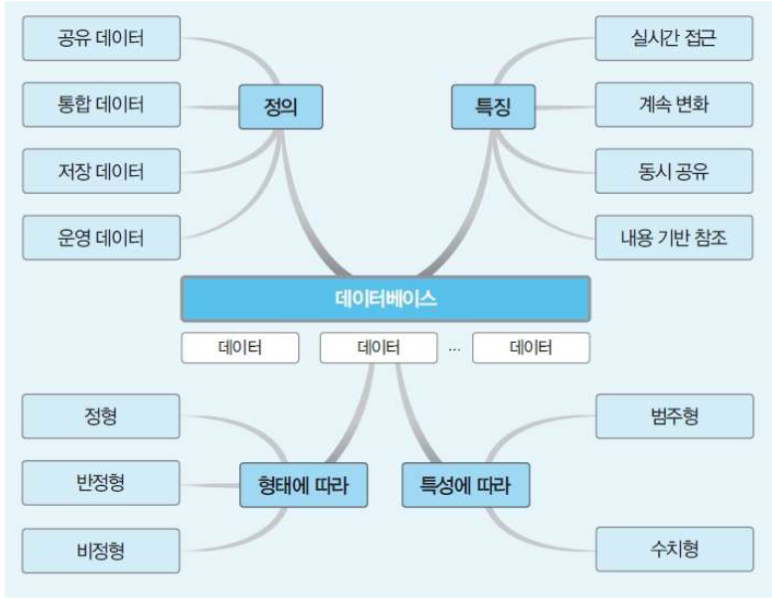 공유 데이터
통합 데이터
저장 데이터
운영 데이터
정의
특징
실시간 접근
계속 변화
동시 공유
내용 기반 참조
데이터베이스
데이터
데이터
...
데이터
정형
반정형
비정형
형태에 따라
특성에 따라
범주형
수치형